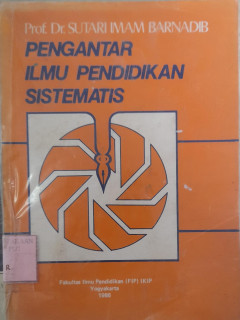 Prof. Dr. SUTARI IMAM BARNADIB
PENGANTAR
ILMU PENDIDIKAN
SISTEMATIS
Fakultas Ilmu Pendidikan (FIP) IKIP
Yogyakarta
R.